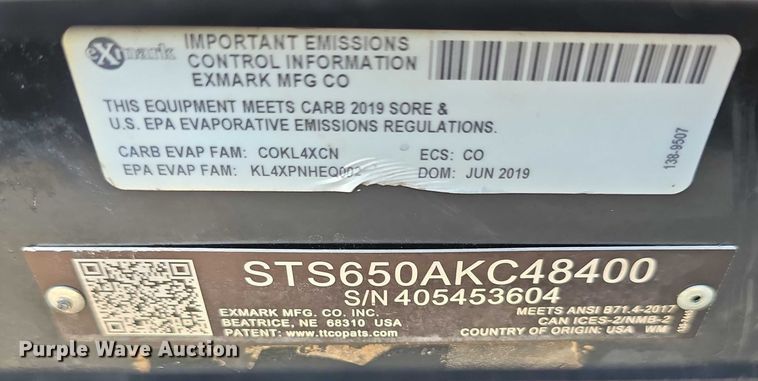 eXmark
IMPORTANT EMISSIONS
CONTROL INFORMATION
EXMARK MFG CO
THIS EQUIPMENT MEETS CARB 2019 SORE &
U.S. EPA EVAPORATIVE EMISSIONS REGULATIONS.
CARB EVAP FAM: COKL4XCN ECS: CO
EPA EVAP FAM: KL4XPNHEQ002 DOM: JUN 2019
138-9507
STS650AKC48400
S/N 405453604
EXMARK MFG. CO. INC. MEETS ANSI B71.4-2017
BEATRICE, NE 68310 USA CAN ICES-2/NMB-2
PATENT: www.ttcopats.com COUNTRY OF ORIGIN: USA WM
Purple Wave Auction